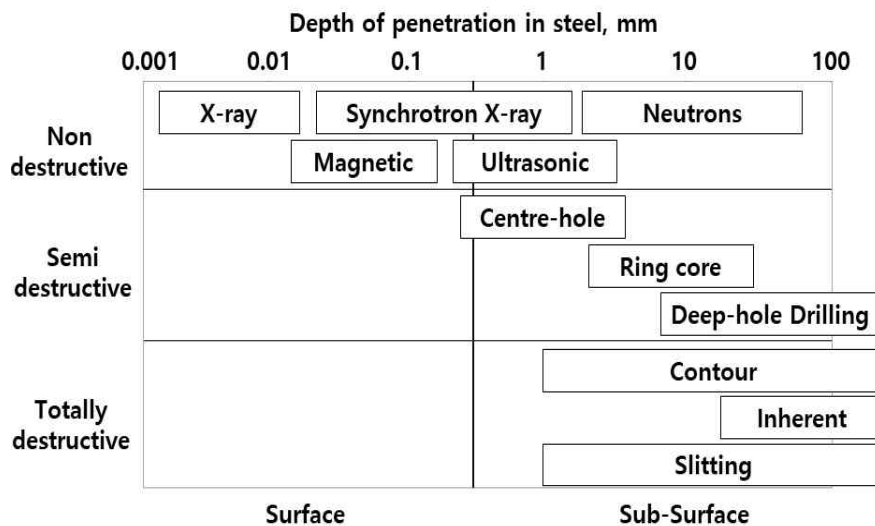 Depth of penetration in steel, mm
0.001 0.01 0.1 1 10 100
Non
destructive
X-ray Synchrotron X-ray Neutrons
Magnetic Ultrasonic
Semi
destructive
Centre-hole
Ring core
Deep-hole Drilling
Totally
destructive
Contour
Inherent
Slitting
Surface Sub-Surface